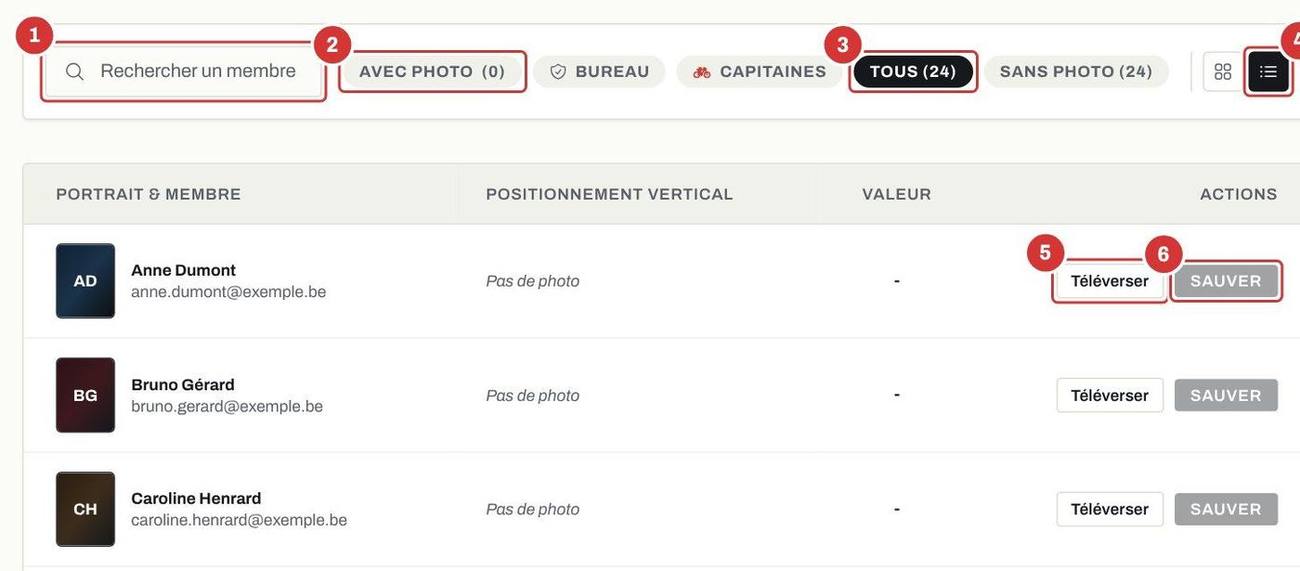 1 2 3 4
Rechercher un membre AVEC PHOTO (0) BUREAU CAPITAINES TOUS (24) SANS PHOTO (24)
PORTRAIT & MEMBRE POSITIONNEMENT VERTICAL VALEUR ACTIONS
5 6
AD Anne Dumont Pas de photo - Téléverser SAUVER
anne.dumont@exemple.be
BG Bruno Gérard Pas de photo - Téléverser SAUVER
bruno.gerard@exemple.be
CH Caroline Henrard Pas de photo - Téléverser SAUVER
caroline.henrard@exemple.be